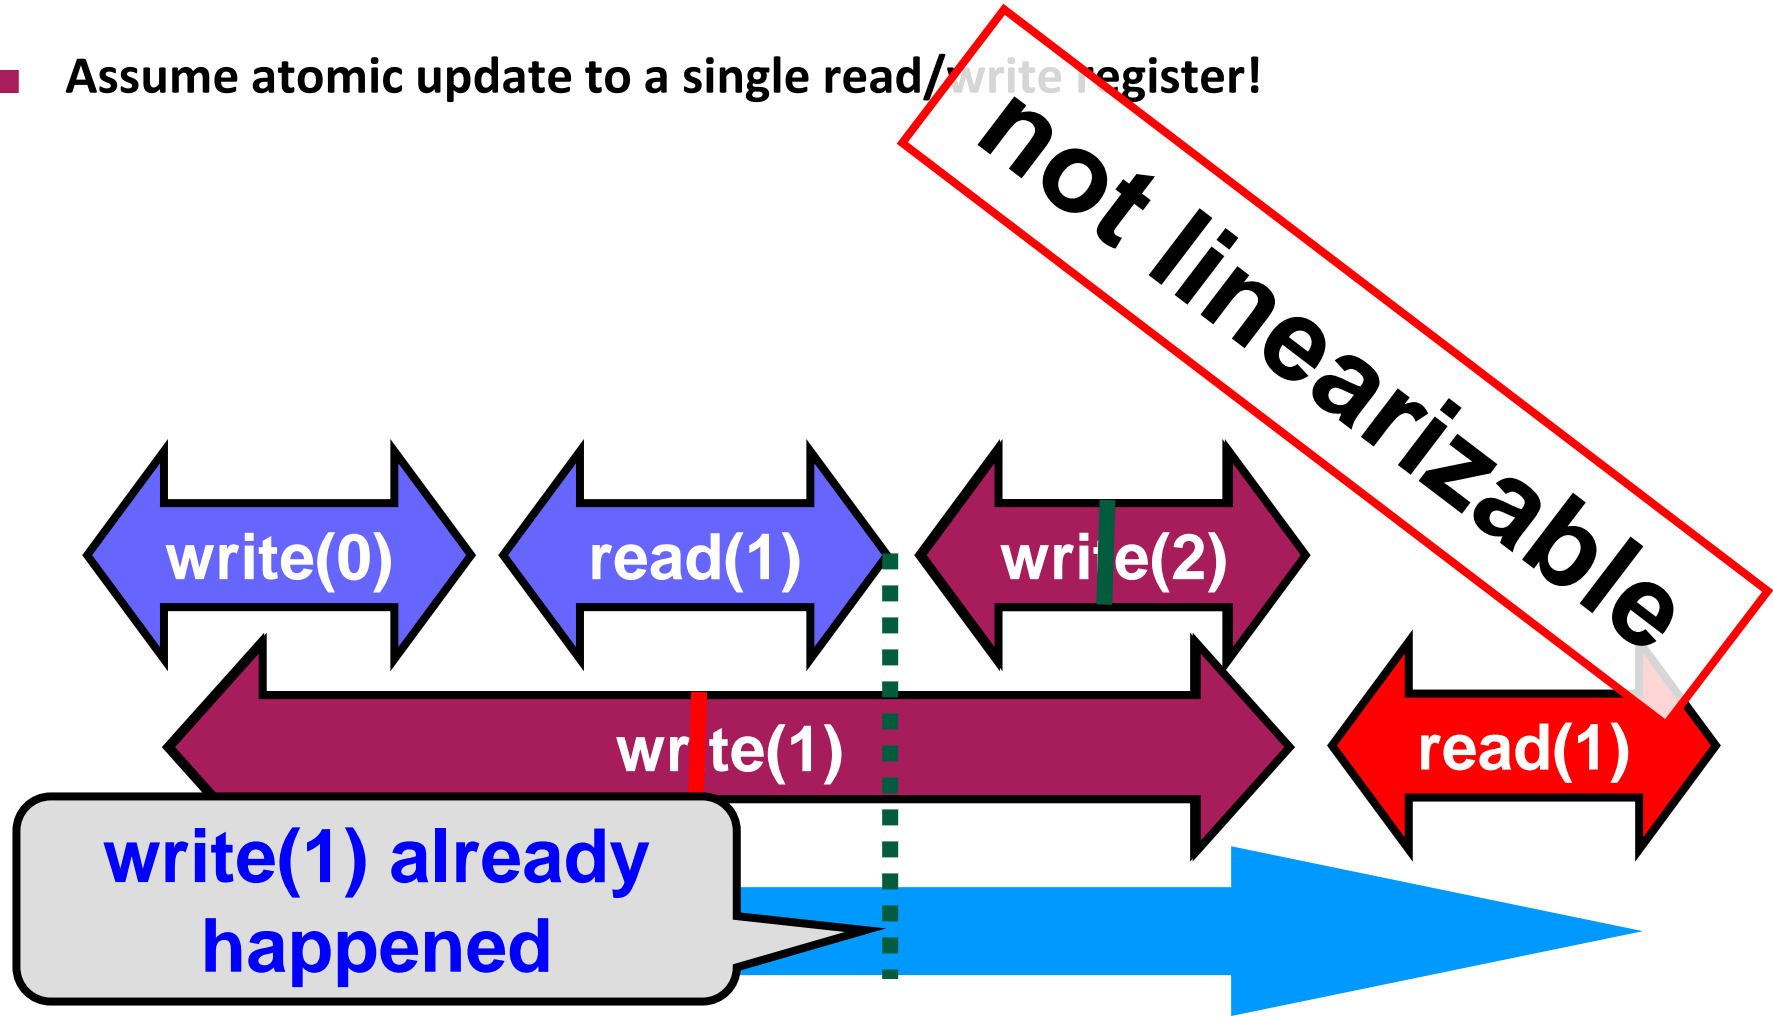 Assume atomic update to a single read/write register!
not linearizable
write(0)
read(1)
write(2)
write(1)
read(1)
write(1) already
happened